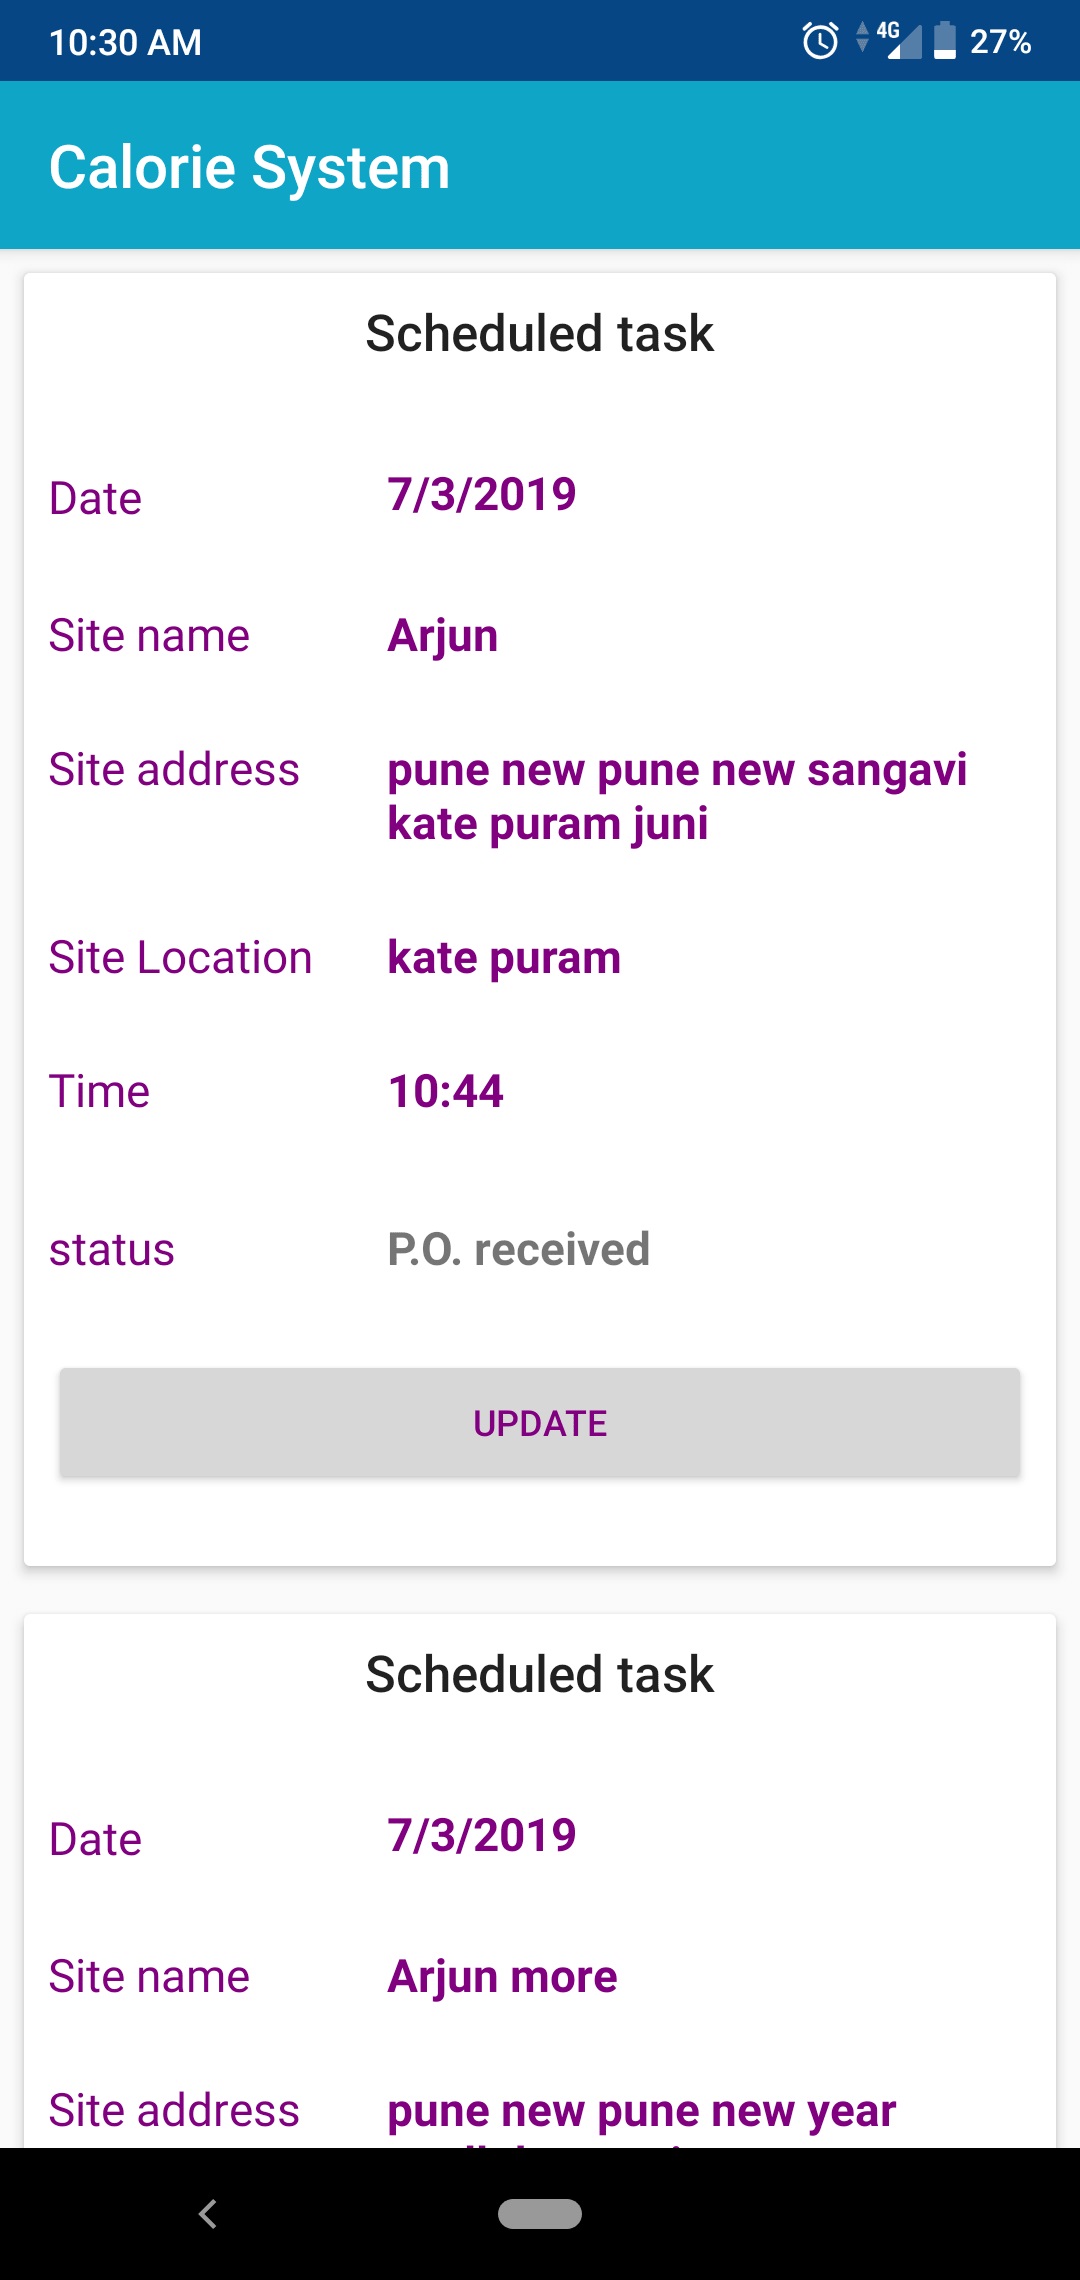 10:30 AM 4G 27%
Calorie System
Scheduled task
Date 7/3/2019
Site name Arjun
Site address pune new pune new sangavi
kate puram juni
Site Location kate puram
Time 10:44
status P.O. received
UPDATE
Scheduled task
Date 7/3/2019
Site name Arjun more
Site address pune new pune new year